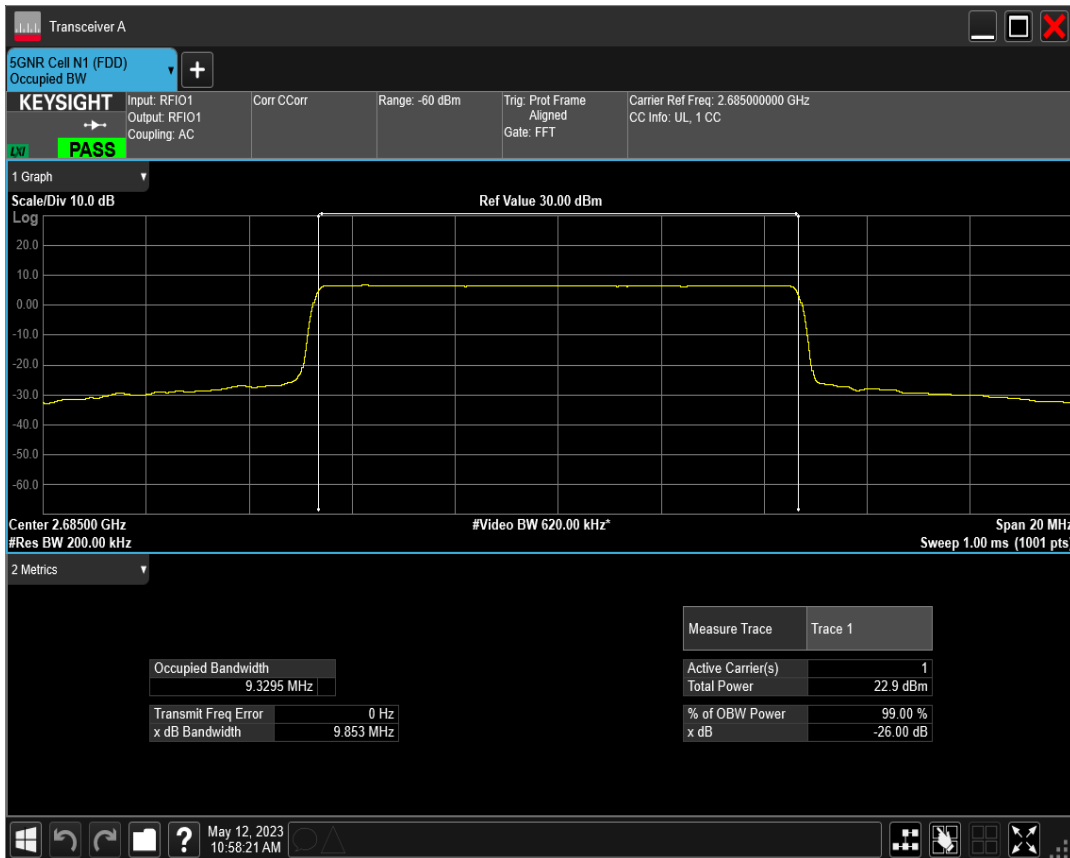 Transceiver A
5GNR Cell N1 (FDD)
Occupied BW
+
KEYSIGHT
LXI
PASS
Input: RFIO1
Output: RFIO1
Coupling: AC
Corr CCorr
Range: -60 dBm
Trig: Prot Frame
Aligned
Gate: FFT
Carrier Ref Freq: 2.685000000 GHz
CC Info: UL, 1 CC
1 Graph
Scale/Div 10.0 dB
Ref Value 30.00 dBm
Log
20.0
10.0
0.00
-10.0
-20.0
-30.0
-40.0
-50.0
-60.0
Center 2.68500 GHz
#Video BW 620.00 kHz*
Span 20 MHz
#Res BW 200.00 kHz
Sweep 1.00 ms (1001 pts)
2 Metrics
Measure Trace Trace 1
Occupied Bandwidth
9.3295 MHz
Active Carrier(s) 1
Total Power 22.9 dBm
Transmit Freq Error 0 Hz
x dB Bandwidth 9.853 MHz
% of OBW Power 99.00 %
x dB -26.00 dB
?
May 12, 2023
10:58:21 AM